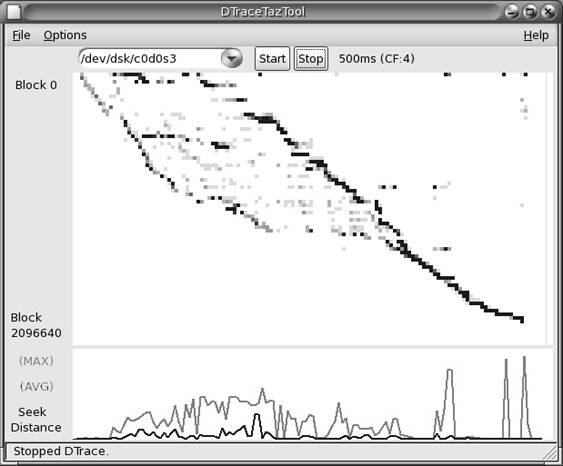 DTraceTazTool
File Options Help
/dev/dsk/c0d0s3 Start Stop 500ms (CF:4)
Block 0
Block
2096640
(MAX)
(AVG)
Seek
Distance
Stopped DTrace.